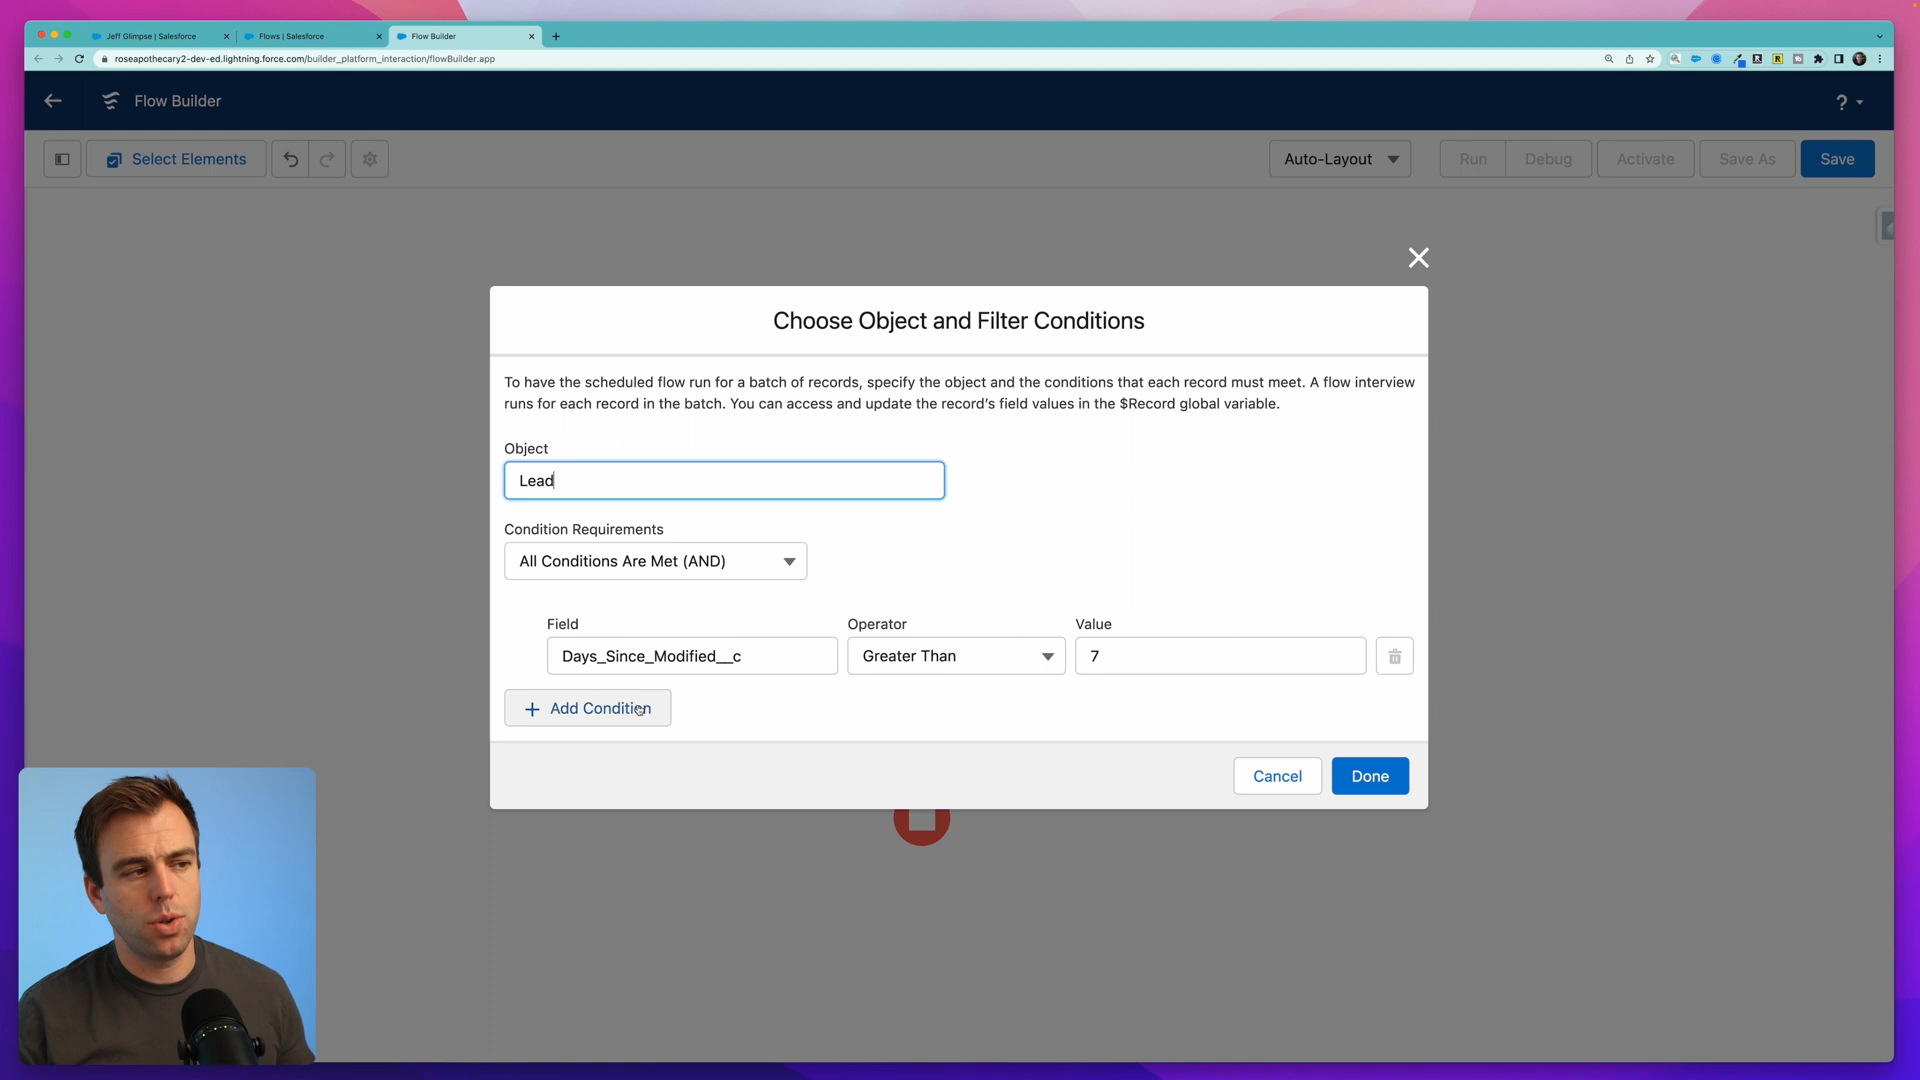 Jeff Glimpse | Salesforce
Flows | Salesforce
Flow Builder
roseapothecary2-dev-ed.lightning.force.com/builder_platform_interaction/flowBuilder.app
Flow Builder
?
Select Elements
Auto-Layout
Run
Debug
Activate
Save As
Save
Choose Object and Filter Conditions
To have the scheduled flow run for a batch of records, specify the object and the conditions that each record must meet. A flow interview
runs for each record in the batch. You can access and update the record's field values in the $Record global variable.
Object
Lead
Condition Requirements
All Conditions Are Met (AND)
Field
Operator
Value
Days_Since_Modified__c
Greater Than
7
+ Add Condition
Cancel
Done